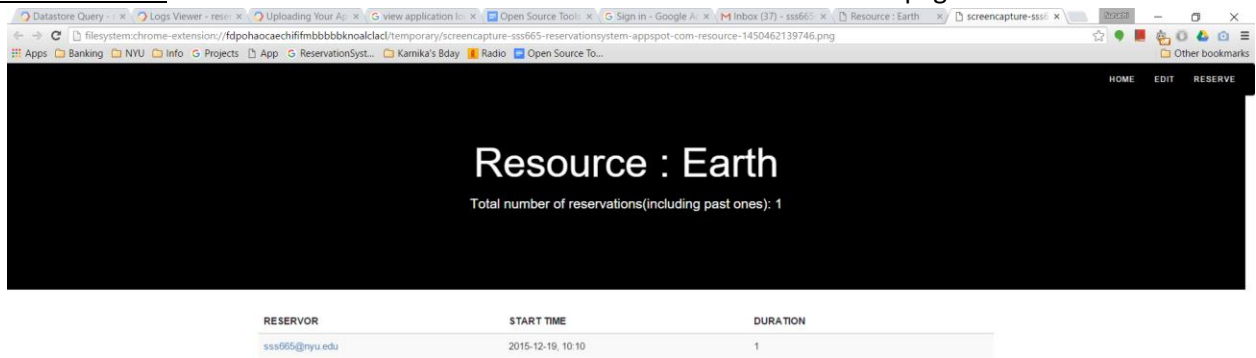 Datastore Query - Logs Viewer - rese Uploading Your Ap G view application lo Open Source Tools G Sign in - Google Ac M Inbox (37) - sss665 Resource : Earth screencapture-sss6
filesystem:chrome-extension://fdpohaocaechififmbbbbbknoalclacl/temporary/screencapture-sss665-reservationsystem-appspot-com-resource-1450462139746.png
Apps Banking NYU Info G Projects App G ReservationSyst... Karnika's Bday Radio Open Source To... Other bookmarks
HOME EDIT RESERVE
Resource : Earth
Total number of reservations(including past ones): 1
RESERVOR START TIME DURATION
sss665@nyu.edu 2015-12-19, 10:10 1